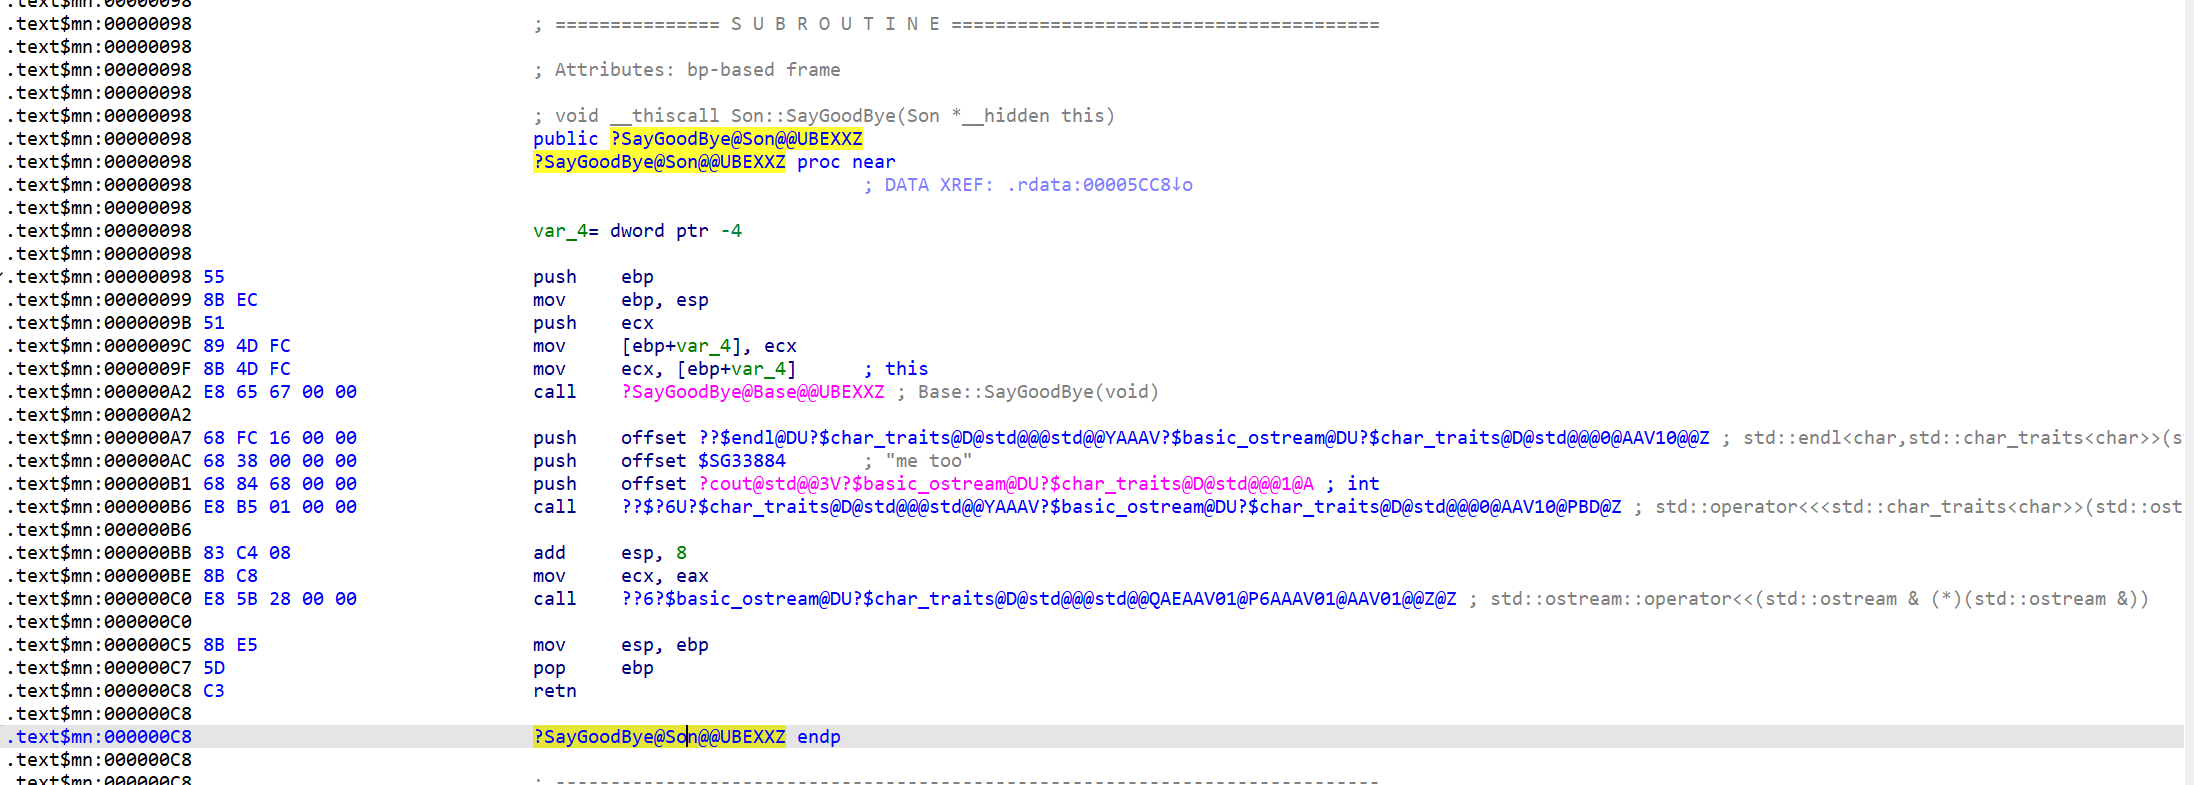 .text$mn:00000098
.text$mn:00000098 ; =============== S U B R O U T I N E =======================================
.text$mn:00000098
.text$mn:00000098 ; Attributes: bp-based frame
.text$mn:00000098
.text$mn:00000098 ; void __thiscall Son::SayGoodBye(Son *__hidden this)
.text$mn:00000098 public ?SayGoodBye@Son@@UBEXXZ
.text$mn:00000098 ?SayGoodBye@Son@@UBEXXZ proc near
.text$mn:00000098 ; DATA XREF: .rdata:00005CC8↓o
.text$mn:00000098
.text$mn:00000098 var_4= dword ptr -4
.text$mn:00000098
.text$mn:00000098 55 push ebp
.text$mn:00000099 8B EC mov ebp, esp
.text$mn:0000009B 51 push ecx
.text$mn:0000009C 89 4D FC mov [ebp+var_4], ecx
.text$mn:0000009F 8B 4D FC mov ecx, [ebp+var_4] ; this
.text$mn:000000A2 E8 65 67 00 00 call ?SayGoodBye@Base@@UBEXXZ ; Base::SayGoodBye(void)
.text$mn:000000A2
.text$mn:000000A7 68 FC 16 00 00 push offset ??$endl@DU?$char_traits@D@std@@@std@@YAAAV?$basic_ostream@DU?$char_traits@D@std@@@0@AAV10@@Z ; std::endl<char,std::char_traits<char>>(s
.text$mn:000000AC 68 38 00 00 00 push offset $SG33884 ; "me too"
.text$mn:000000B1 68 84 68 00 00 push offset ?cout@std@@3V?$basic_ostream@DU?$char_traits@D@std@@@1@A ; int
.text$mn:000000B6 E8 B5 01 00 00 call ??$?6U?$char_traits@D@std@@@std@@YAAAV?$basic_ostream@DU?$char_traits@D@std@@@0@AAV10@PBD@Z ; std::operator<<<std::char_traits<char>>(std::ost
.text$mn:000000B6
.text$mn:000000BB 83 C4 08 add esp, 8
.text$mn:000000BE 8B C8 mov ecx, eax
.text$mn:000000C0 E8 5B 28 00 00 call ??6?$basic_ostream@DU?$char_traits@D@std@@@std@@QAEAAV01@P6AAAV01@AAV01@@Z@Z ; std::ostream::operator<<(std::ostream & (*)(std::ostream &))
.text$mn:000000C0
.text$mn:000000C5 8B E5 mov esp, ebp
.text$mn:000000C7 5D pop ebp
.text$mn:000000C8 C3 retn
.text$mn:000000C8
.text$mn:000000C8 ?SayGoodBye@Son@@UBEXXZ endp
.text$mn:000000C8
.text$mn:000000C8 ; ---------------------------------------------------------------------------